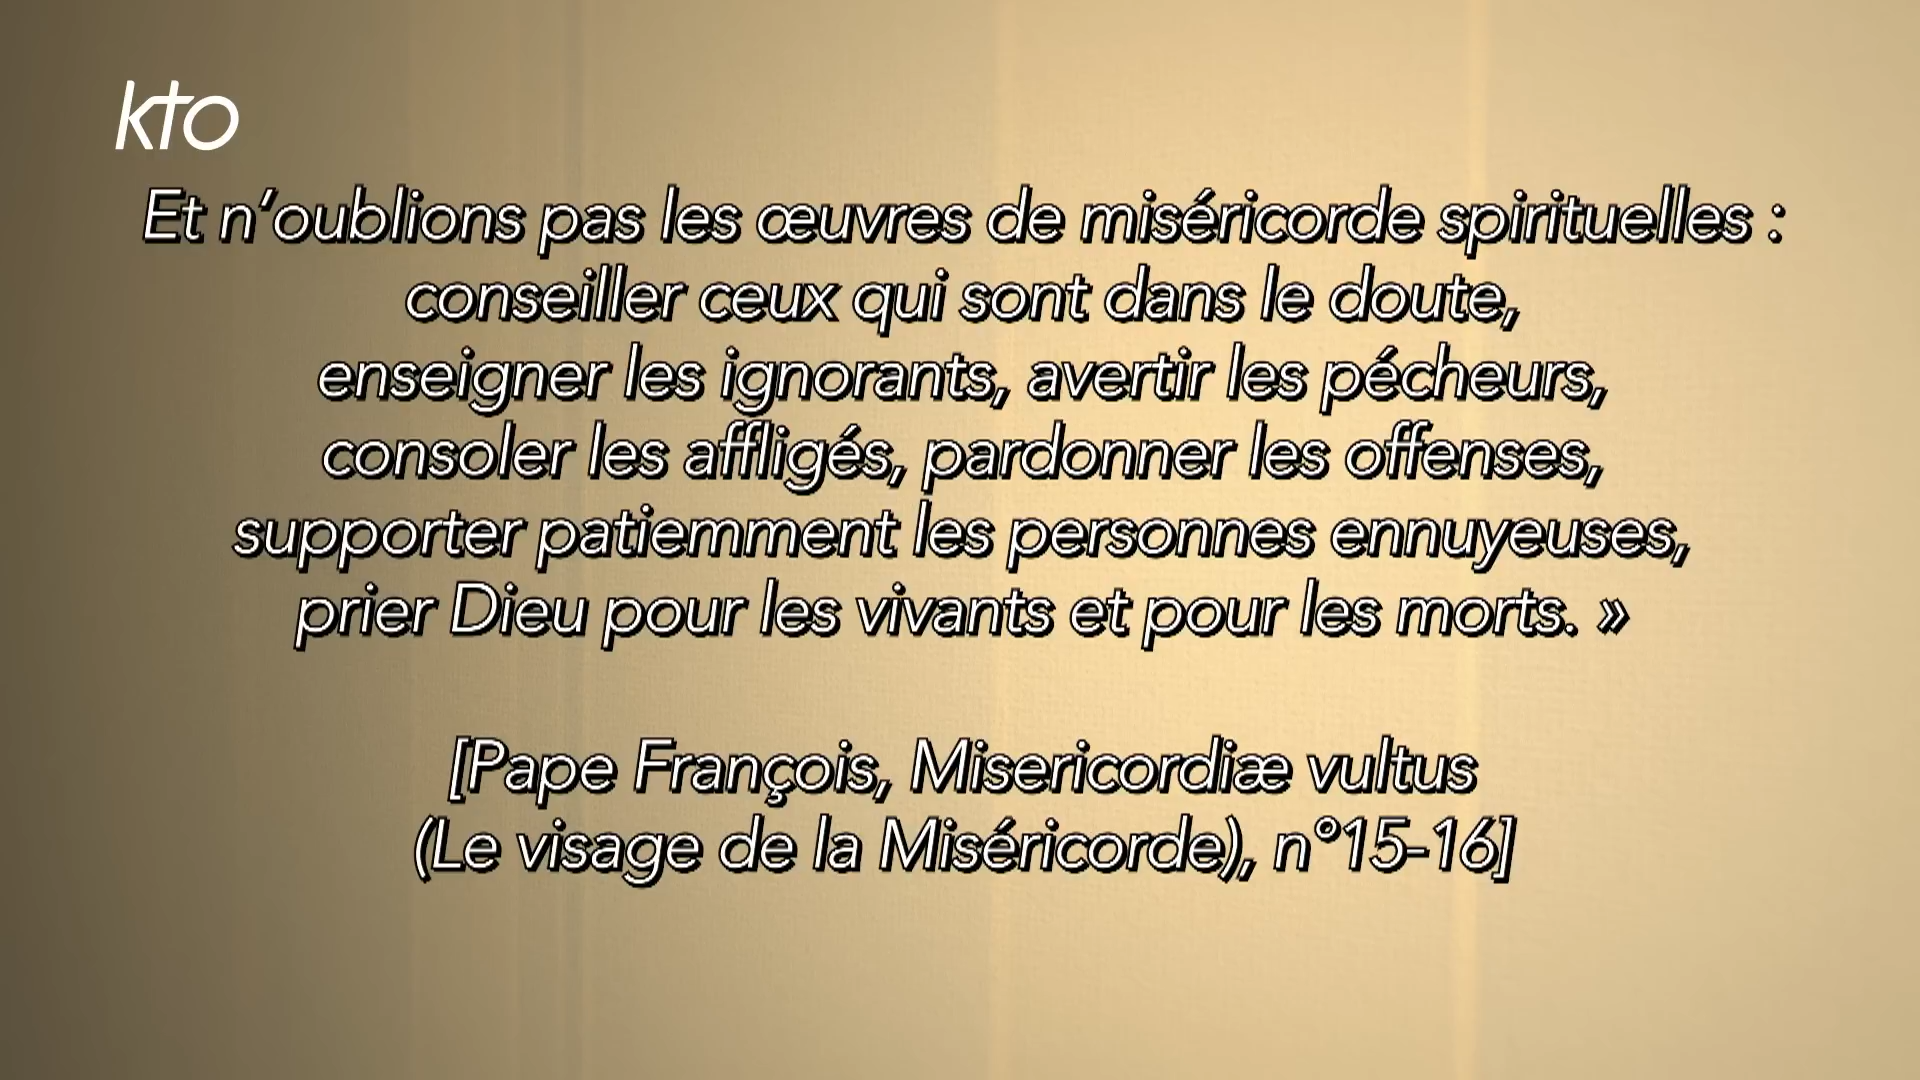 kto
Et n’oublions pas les œuvres de miséricorde spirituelles :
conseiller ceux qui sont dans le doute,
enseigner les ignorants, avertir les pécheurs,
consoler les affligés, pardonner les offenses,
supporter patiemment les personnes ennuyeuses,
prier Dieu pour les vivants et pour les morts. »
[Pape François, Misericordiæ vultus
(Le visage de la Miséricorde), n°15-16]